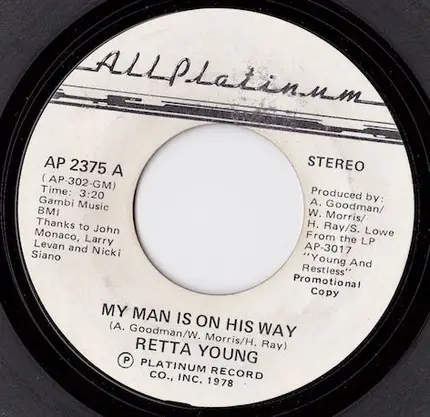 All Platinum
AP 2375 A
(AP-302-GM)
Time: 3:20
Gambi Music
BMI
Thanks to John
Monaco, Larry
Levan and Nicki
Siano
STEREO
Produced by:
A. Goodman/
W. Morris/
H. Ray/S. Lowe
From the LP
AP-3017
"Young And
Restless"
Promotional
Copy
MY MAN IS ON HIS WAY
(A. Goodman/W. Morris/H. Ray)
RETTA YOUNG
Ⓟ PLATINUM RECORD
CO., INC. 1978